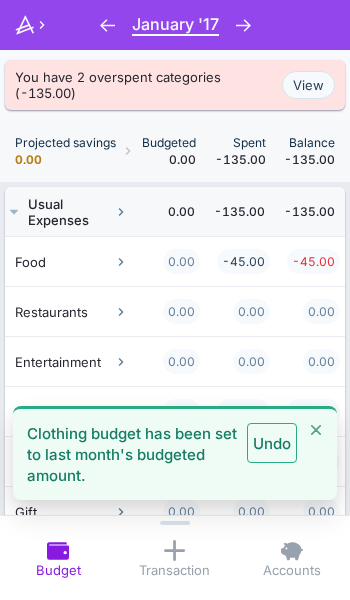 January '17
You have 2 overspent categories
(-135.00)
View
Projected savings
0.00
Budgeted
0.00
Spent
-135.00
Balance
-135.00
Usual
Expenses
0.00
-135.00
-135.00
Food
0.00
-45.00
-45.00
Restaurants
0.00
0.00
0.00
Entertainment
0.00
0.00
0.00
Clothing budget has been set
to last month's budgeted
amount.
Undo
Gift
0.00
0.00
0.00
Budget
Transaction
Accounts